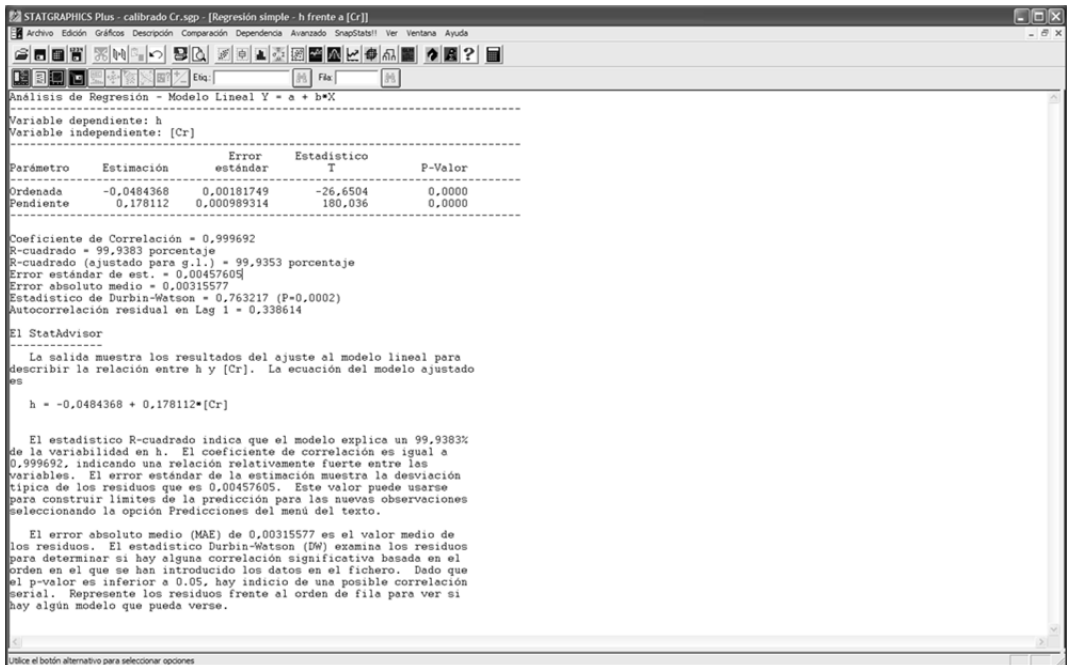 STATGRAPHICS Plus - calibrado Cr.sgp - [Regresión simple - h frente a [Cr]]
Archivo Edición Gráficos Descripción Comparación Dependencia Avanzado SnapStats!! Ver Ventana Ayuda
Etiq.: Fila:
Análisis de Regresión - Modelo Lineal Y = a + b*X
Variable dependiente: h
Variable independiente: [Cr]
Error Estadístico
Parámetro Estimación estándar T P-Valor
Ordenada -0,0484368 0,00181749 -26,6504 0,0000
Pendiente 0,178112 0,000989314 180,036 0,0000
Coeficiente de Correlación = 0,999692
R-cuadrado = 99,9383 porcentaje
R-cuadrado (ajustado para g.l.) = 99,9353 porcentaje
Error estándar de est. = 0,00457605
Error absoluto medio = 0,00315577
Estadístico de Durbin-Watson = 0,763217 (P=0,0002)
Autocorrelación residual en Lag 1 = 0,338614
El StatAdvisor
La salida muestra los resultados del ajuste al modelo lineal para
describir la relación entre h y [Cr]. La ecuación del modelo ajustado
es
h = -0,0484368 + 0,178112*[Cr]
El estadístico R-cuadrado indica que el modelo explica un 99,9383%
de la variabilidad en h. El coeficiente de correlación es igual a
0,999692, indicando una relación relativamente fuerte entre las
variables. El error estándar de la estimación muestra la desviación
típica de los residuos que es 0,00457605. Este valor puede usarse
para construir límites de la predicción para las nuevas observaciones
seleccionando la opción Predicciones del menú del texto.
El error absoluto medio (MAE) de 0,00315577 es el valor medio de
los residuos. El estadístico Durbin-Watson (DW) examina los residuos
para determinar si hay alguna correlación significativa basada en el
orden en el que se han introducido los datos en el fichero. Dado que
el p-valor es inferior a 0.05, hay indicio de una posible correlación
serial. Represente los residuos frente al orden de fila para ver si
hay algún modelo que pueda verse.
Utilice el botón alternativo para seleccionar opciones